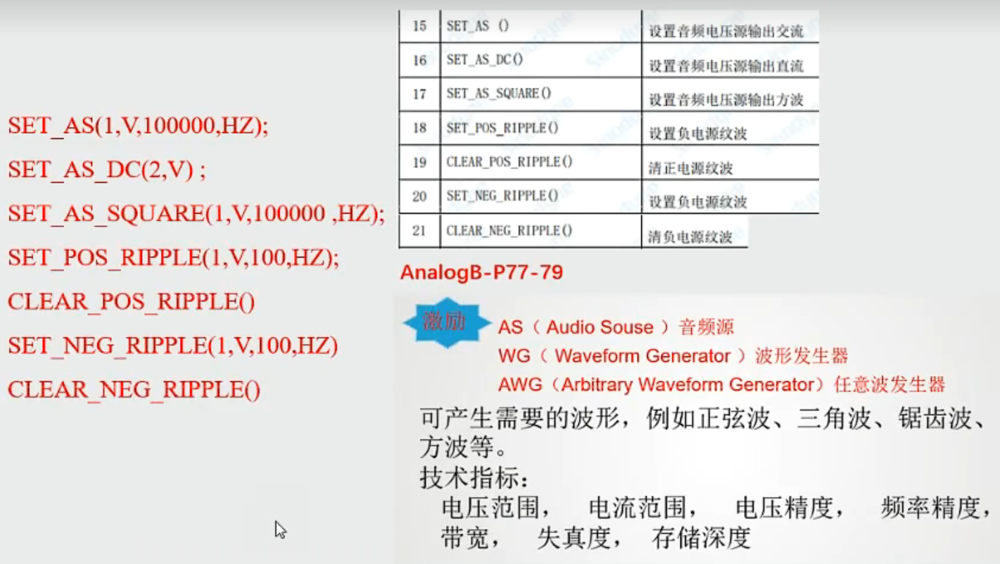 SET_AS(1,V,100000,HZ);
SET_AS_DC(2,V) ;
SET_AS_SQUARE(1,V,100000 ,HZ);
SET_POS_RIPPLE(1,V,100,HZ);
CLEAR_POS_RIPPLE()
SET_NEG_RIPPLE(1,V,100,HZ)
CLEAR_NEG_RIPPLE()
15 SET_AS () 设置音频电压源输出交流
16 SET_AS_DC() 设置音频电压源输出直流
17 SET_AS_SQUARE() 设置音频电压源输出方波
18 SET_POS_RIPPLE() 设置负电源纹波
19 CLEAR_POS_RIPPLE() 清正电源纹波
20 SET_NEG_RIPPLE() 设置负电源纹波
21 CLEAR_NEG_RIPPLE() 清负电源纹波
AnalogB-P77-79
激励
AS（ Audio Souse ）音频源
WG（ Waveform Generator ）波形发生器
AWG（Arbitrary Waveform Generator）任意波发生器
可产生需要的波形，例如正弦波、三角波、锯齿波、
方波等。
技术指标：
电压范围， 电流范围， 电压精度， 频率精度，
带宽， 失真度， 存储深度